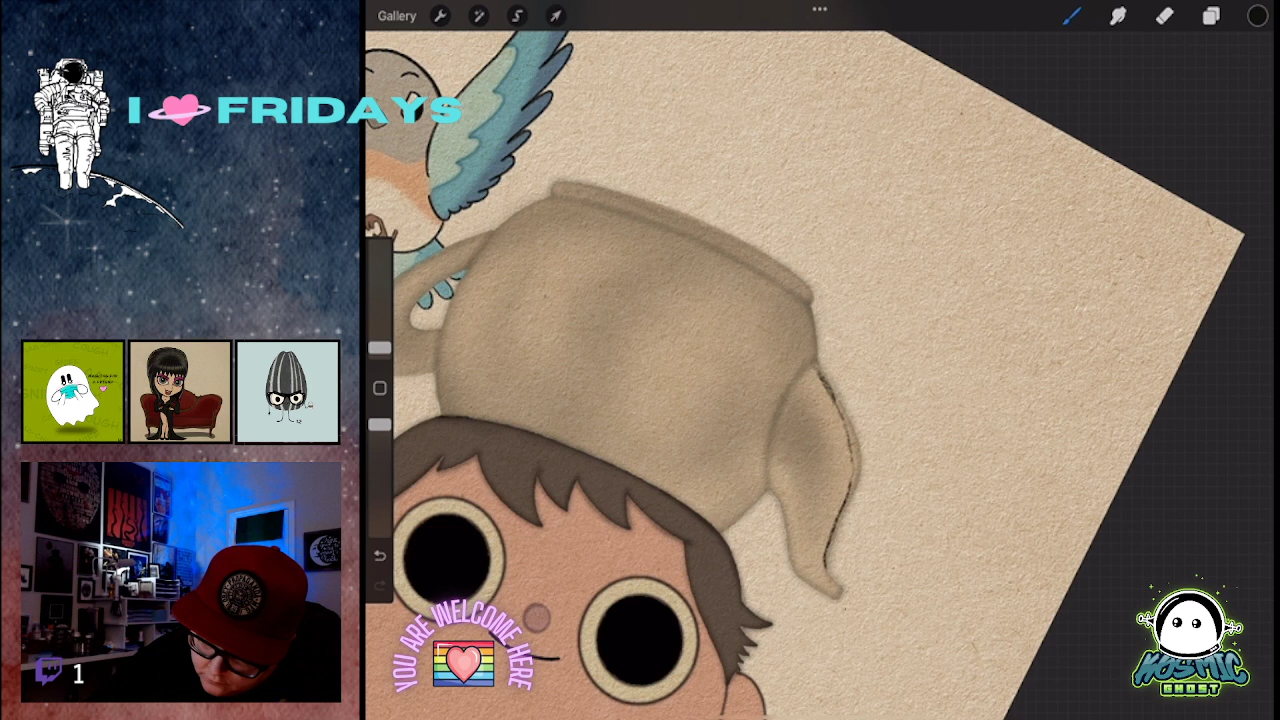 Gallery
I FRIDAYS
YOU ARE WELCOME HERE
1
KOSMIC
GHOST